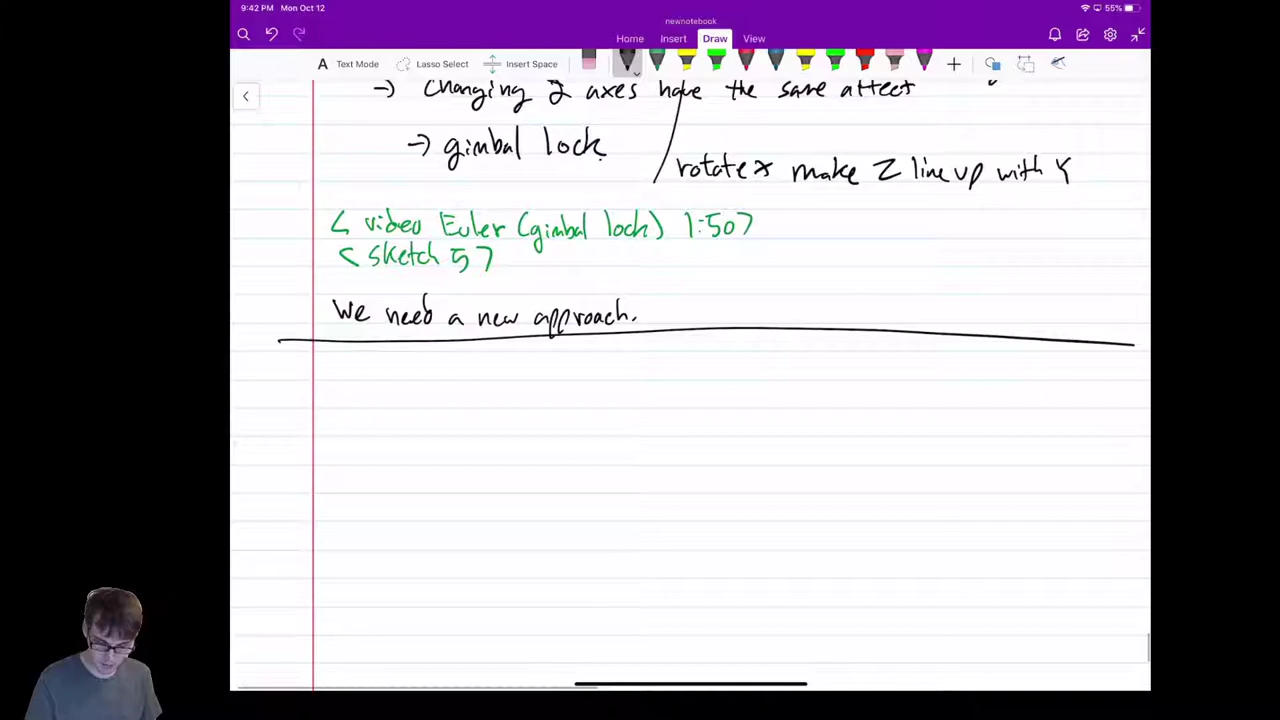 9:42 PM Mon Oct 12
55%
newnotebook
Home Insert Draw View
A Text Mode Lasso Select Insert Space
→ Changing 2 axes have the same affect
→ gimbal lock
rotate x make Z line up with Y
< video Euler (gimbal lock) 1:50>
< sketch 5>
We need a new approach.